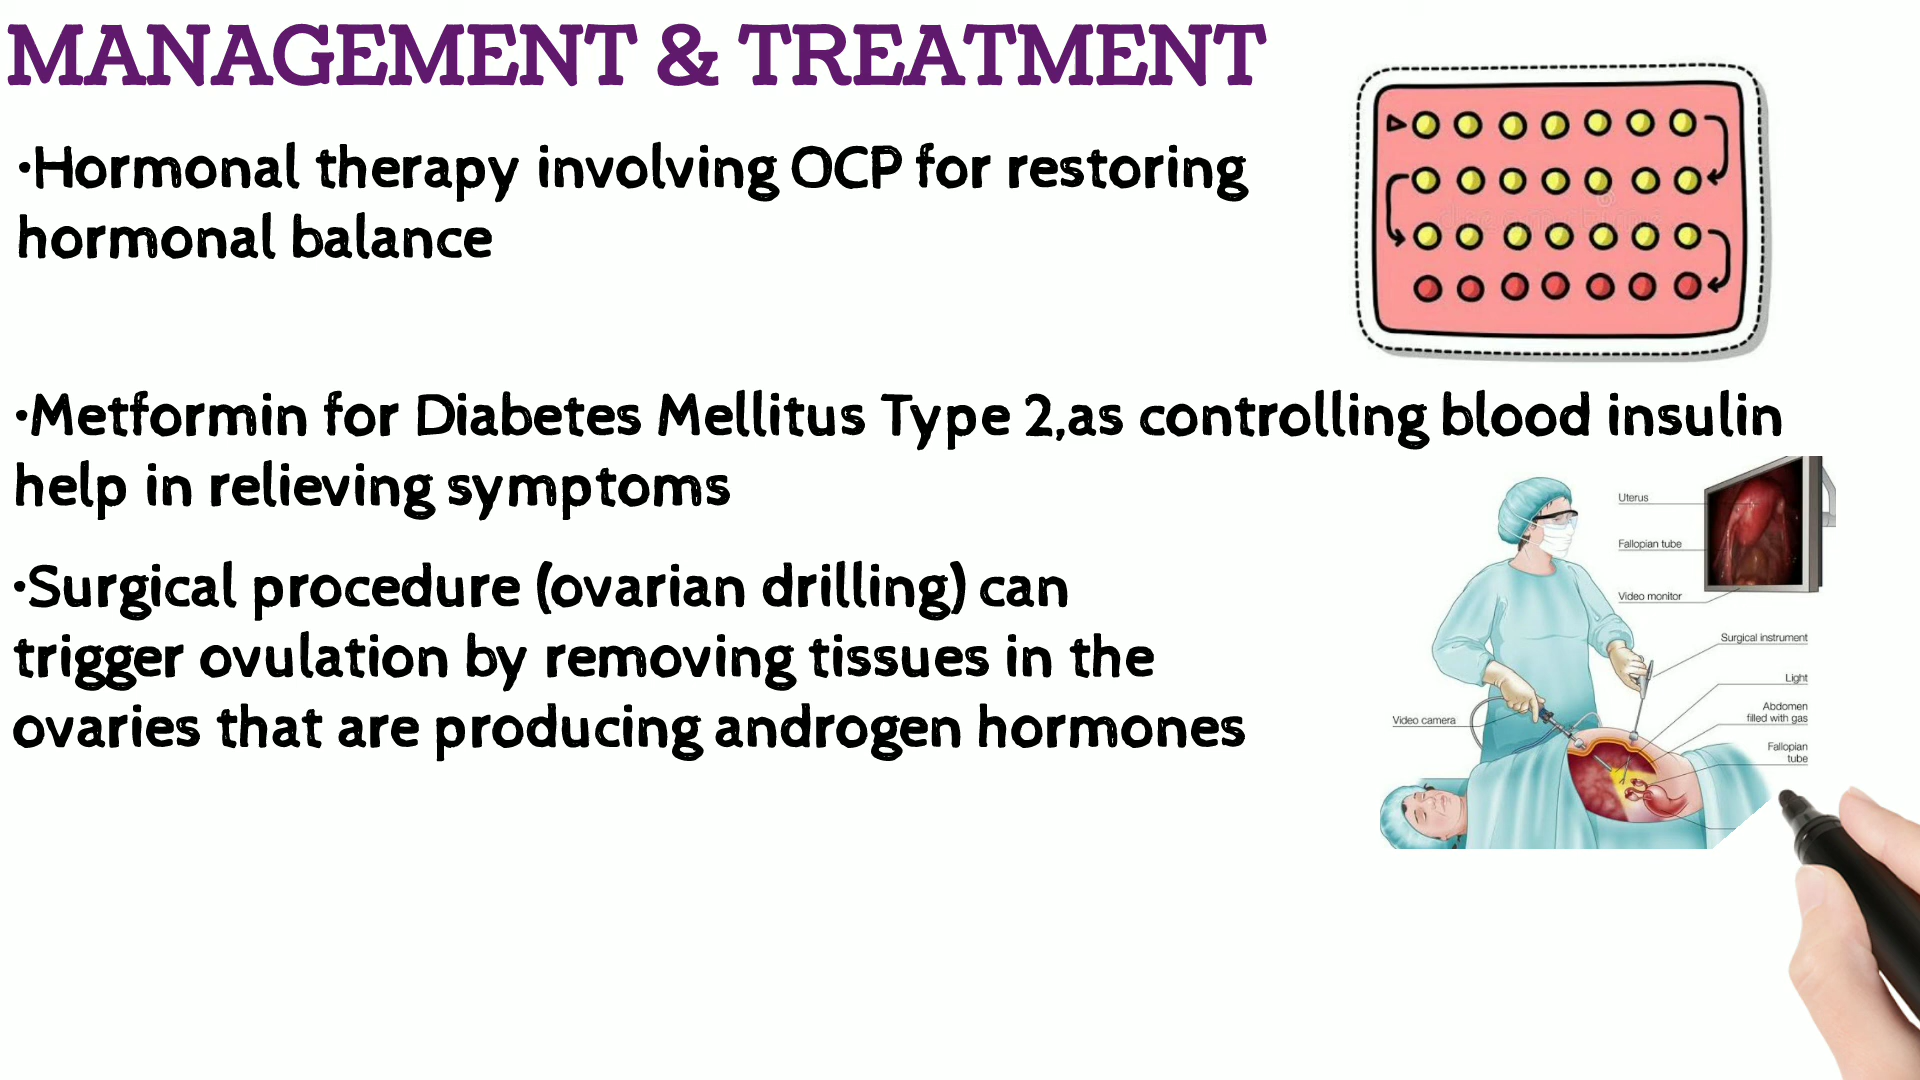 MANAGEMENT & TREATMENT
•Hormonal therapy involving OCP for restoring
hormonal balance
•Metformin for Diabetes Mellitus Type 2,as controlling blood insulin
help in relieving symptoms
•Surgical procedure (ovarian drilling) can
trigger ovulation by removing tissues in the
ovaries that are producing androgen hormones
Uterus
Fallopian tube
Video monitor
Surgical instrument
Light
Abdomen
filled with gas
Video camera
Fallopian
tube